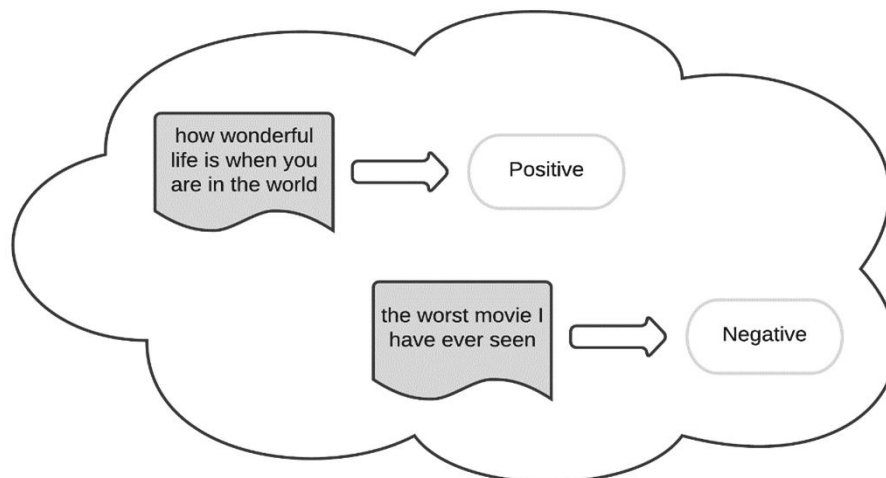 how wonderful
life is when you
are in the world
Positive
the worst movie I
have ever seen
Negative